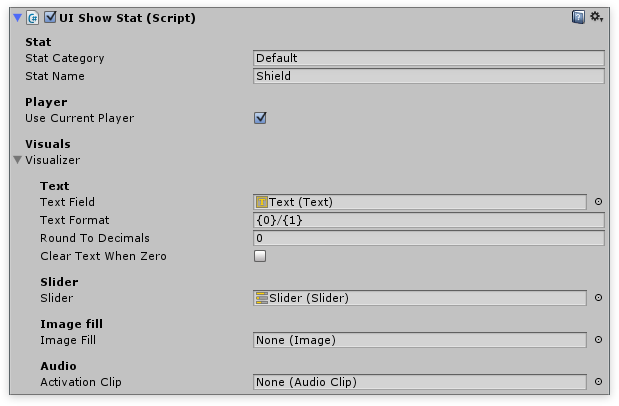 UI Show Stat (Script)
Stat
Stat Category Default
Stat Name Shield
Player
Use Current Player
Visuals
Visualizer
Text
Text Field Text (Text)
Text Format {0}/{1}
Round To Decimals 0
Clear Text When Zero
Slider
Slider Slider (Slider)
Image fill
Image Fill None (Image)
Audio
Activation Clip None (Audio Clip)